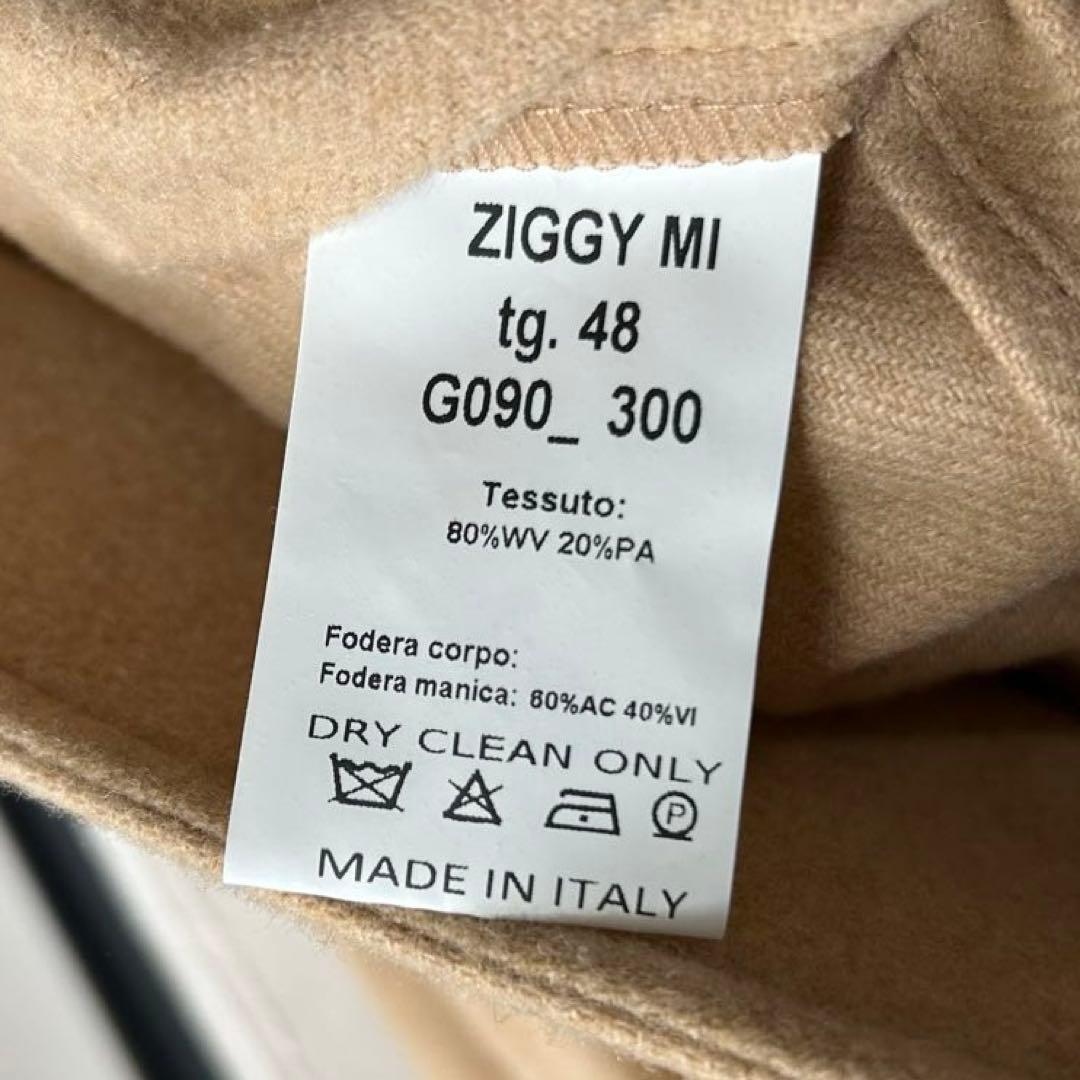 ZIGGY MI
tg. 48
G090_ 300
Tessuto:
80%WV 20%PA
Fodera corpo:
Fodera manica: 60%AC 40%VI
DRY CLEAN ONLY
P
MADE IN ITALY